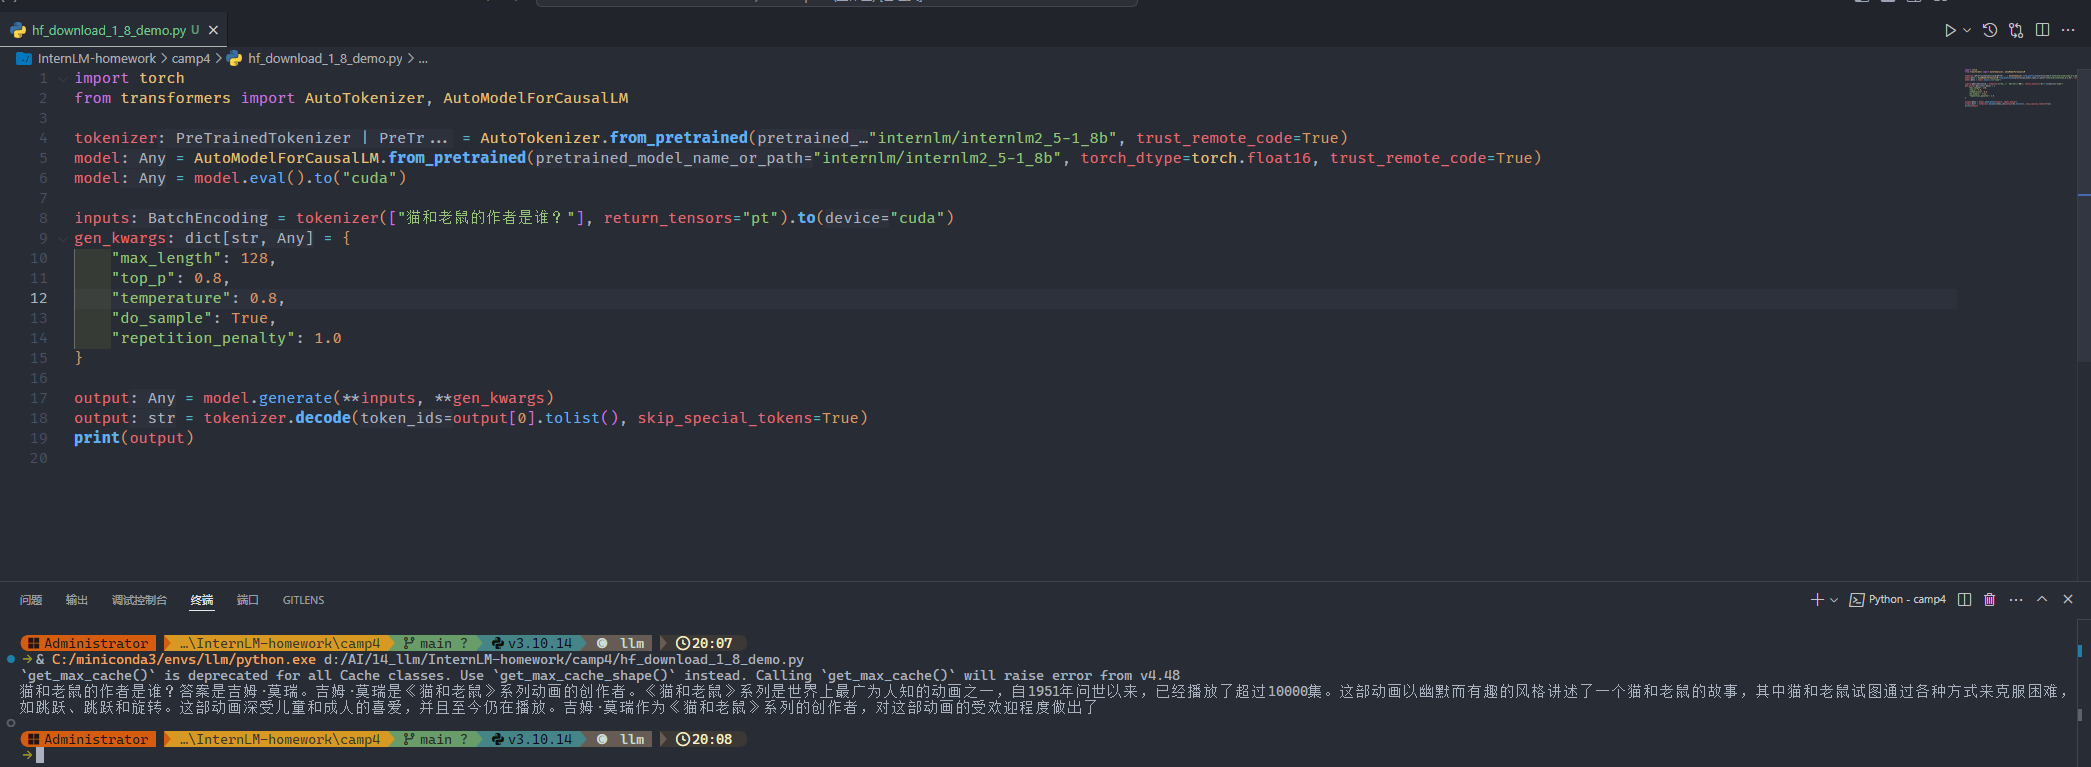 hf_download_1_8_demo.py U
InternLM-homework > camp4 > hf_download_1_8_demo.py > ...
1 import torch
2 from transformers import AutoTokenizer, AutoModelForCausalLM
3
4 tokenizer: PreTrainedTokenizer | PreTr... = AutoTokenizer.from_pretrained(pretrained_…"internlm/internlm2_5-1_8b", trust_remote_code=True)
5 model: Any = AutoModelForCausalLM.from_pretrained(pretrained_model_name_or_path="internlm/internlm2_5-1_8b", torch_dtype=torch.float16, trust_remote_code=True)
6 model: Any = model.eval().to("cuda")
7
8 inputs: BatchEncoding = tokenizer(["猫和老鼠的作者是谁？"], return_tensors="pt").to(device="cuda")
9 gen_kwargs: dict[str, Any] = {
10 "max_length": 128,
11 "top_p": 0.8,
12 "temperature": 0.8,
13 "do_sample": True,
14 "repetition_penalty": 1.0
15 }
16
17 output: Any = model.generate(**inputs, **gen_kwargs)
18 output: str = tokenizer.decode(token_ids=output[0].tolist(), skip_special_tokens=True)
19 print(output)
20
问题 输出 调试控制台 终端 端口 GITLENS
Python - camp4
Administrator …\InternLM-homework\camp4 main ? v3.10.14 llm 20:07
→ & C:/miniconda3/envs/llm/python.exe d:/AI/14_llm/InternLM-homework/camp4/hf_download_1_8_demo.py
`get_max_cache()` is deprecated for all Cache classes. Use `get_max_cache_shape()` instead. Calling `get_max_cache()` will raise error from v4.48
猫和老鼠的作者是谁？答案是吉姆·莫瑞。吉姆·莫瑞是《猫和老鼠》系列动画的创作者。《猫和老鼠》系列是世界上最广为人知的动画之一，自1951年问世以来，已经播放了超过10000集。这部动画以幽默而有趣的风格讲述了一个猫和老鼠的故事，其中猫和老鼠试图通过各种方式来克服困难，
如跳跃、跳跃和旋转。这部动画深受儿童和成人的喜爱，并且至今仍在播放。吉姆·莫瑞作为《猫和老鼠》系列的创作者，对这部动画的受欢迎程度做出了
Administrator …\InternLM-homework\camp4 main ? v3.10.14 llm 20:08
→